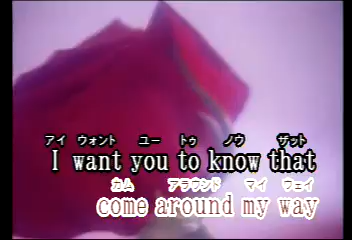 アイ ウォント ユー トゥ ノウ ザット
I want you to know that
カム アラウンド マイ ウェイ
come around my way